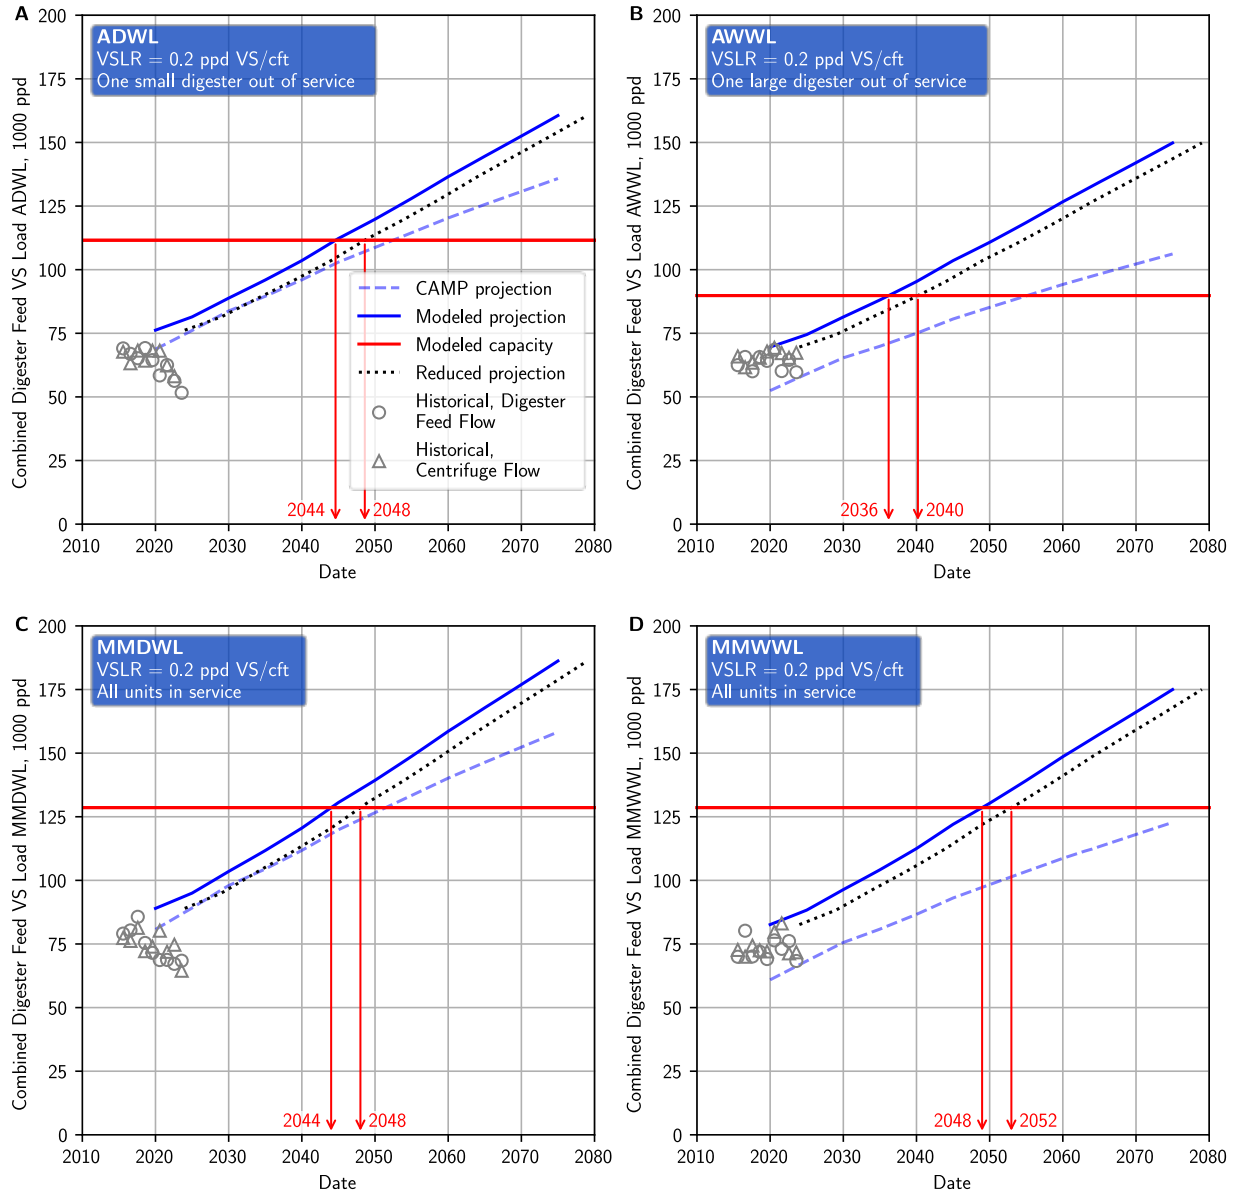 A
ADWL
VSLR = 0.2 ppd VS/cft
One small digester out of service
Combined Digester Feed VS Load ADWL, 1000 ppd
200
175
150
125
100
75
50
25
0
CAMP projection
Modeled projection
Modeled capacity
Reduced projection
Historical, Digester
Feed Flow
Historical,
Centrifuge Flow
2044
2048
2010 2020 2030 2040 2050 2060 2070 2080
Date
B
AWWL
VSLR = 0.2 ppd VS/cft
One large digester out of service
Combined Digester Feed VS Load AWWL, 1000 ppd
200
175
150
125
100
75
50
25
0
2036
2040
2010 2020 2030 2040 2050 2060 2070 2080
Date
C
MMDWL
VSLR = 0.2 ppd VS/cft
All units in service
Combined Digester Feed VS Load MMDWL, 1000 ppd
200
175
150
125
100
75
50
25
0
2044
2048
2010 2020 2030 2040 2050 2060 2070 2080
Date
D
MMWWL
VSLR = 0.2 ppd VS/cft
All units in service
Combined Digester Feed VS Load MMWWL, 1000 ppd
200
175
150
125
100
75
50
25
0
2048
2052
2010 2020 2030 2040 2050 2060 2070 2080
Date